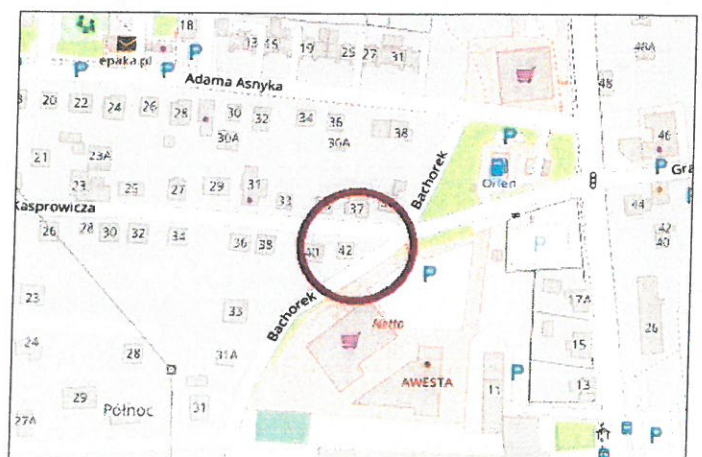 18
epaka.pl
13
19
25
27
31
48A
Adama Asnyka
48
20
22
24
26
28
30
32
34
36
38
46
30A
36A
21
23A
Bachorek
Orlen
Gra
23
25
27
29
31
33
37
44
Kasprowicza
26
28
30
32
34
36
38
40
42
42
40
P
23
33
Bachorek
Netto
17A
26
24
28
31A
15
AWESTA
11
13
29
Północ
31
27A